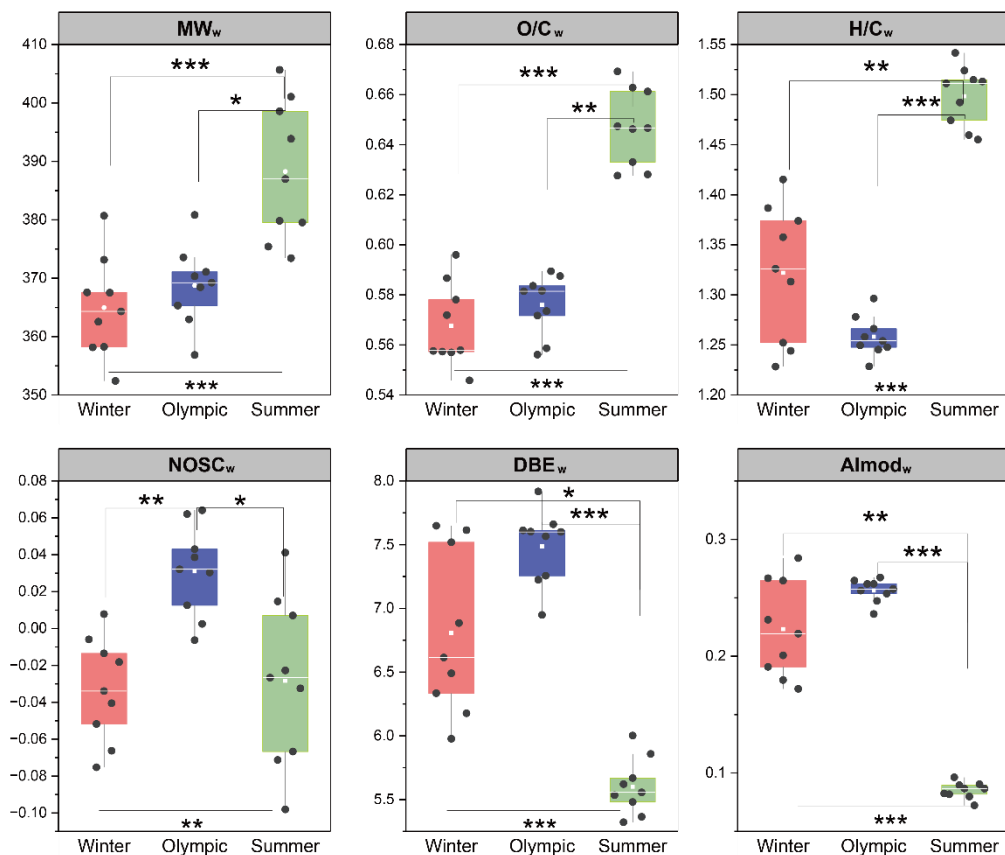 MWw O/Cw H/Cw
410 0.68 1.55
*** *** **
400 * 0.66 ** 1.50 ***
390 0.64 1.45
380 0.62 1.40
370 0.60 1.35
0.58 1.30
360 0.56 1.25
*** *** ***
350 0.54 1.20
Winter Olympic Summer Winter Olympic Summer Winter Olympic Summer
NOSCw DBEw AImodw
0.08 8.0
** * * **
0.06 *** 0.3 ***
0.04 7.5
0.02 7.0
0.00 0.2
−0.02 6.5
−0.04 6.0
−0.06 0.1
−0.08 5.5
** *** ***
−0.10
Winter Olympic Summer Winter Olympic Summer Winter Olympic Summer